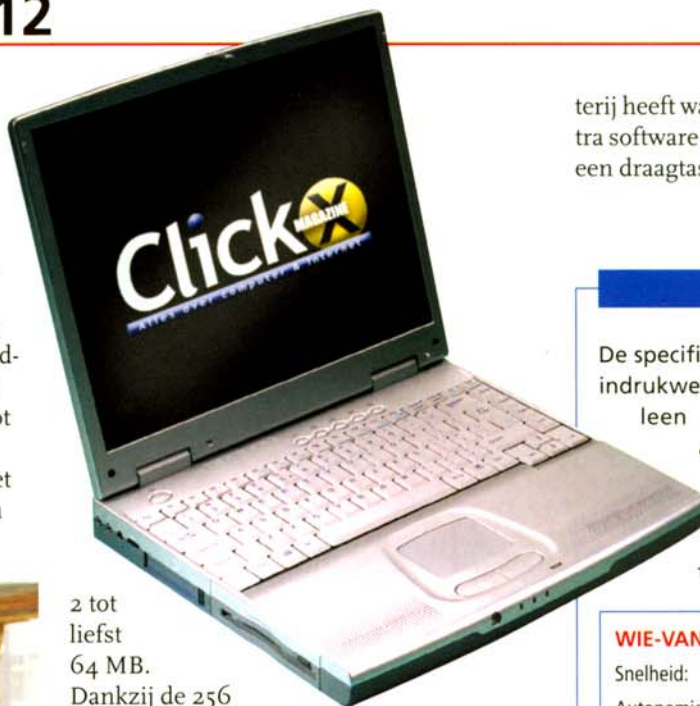 12
d-
ot
et
Click X
MAGAZINE
Alles over computer & internet
2 tot
liefst
64 MB.
Dankzij de 256
terij heeft wa
tra software
een draagtas
De specifi
indrukwe
leen
WIE-VAN
Snelheid: